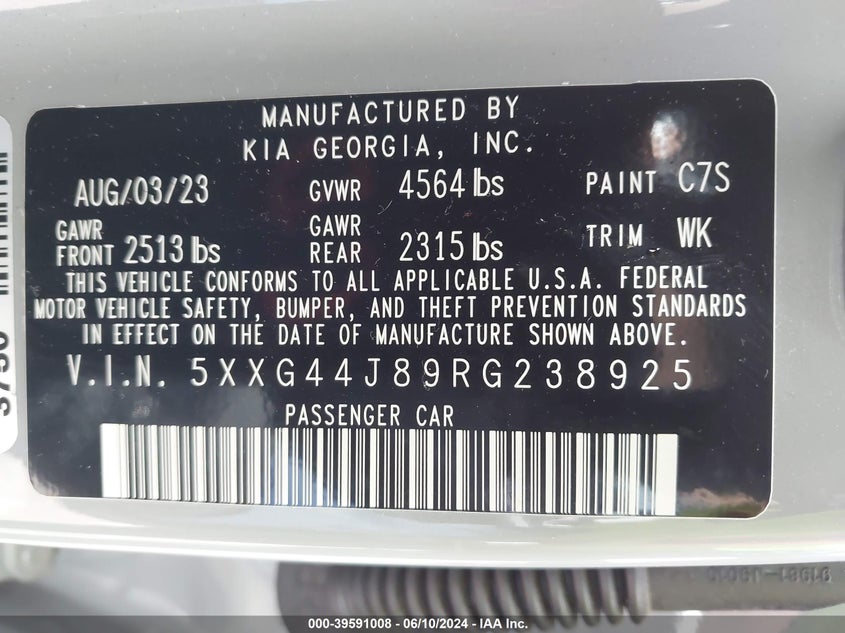 MANUFACTURED BY
KIA GEORGIA, INC.
AUG/03/23 GVWR 4564 lbs PAINT C7S
GAWR FRONT 2513 lbs GAWR REAR 2315 lbs TRIM WK
THIS VEHICLE CONFORMS TO ALL APPLICABLE U.S.A. FEDERAL
MOTOR VEHICLE SAFETY, BUMPER, AND THEFT PREVENTION STANDARDS
IN EFFECT ON THE DATE OF MANUFACTURE SHOWN ABOVE.
V.I.N. 5XXG44J89RG238925
PASSENGER CAR
000-39591008 - 06/10/2024 - IAA Inc.